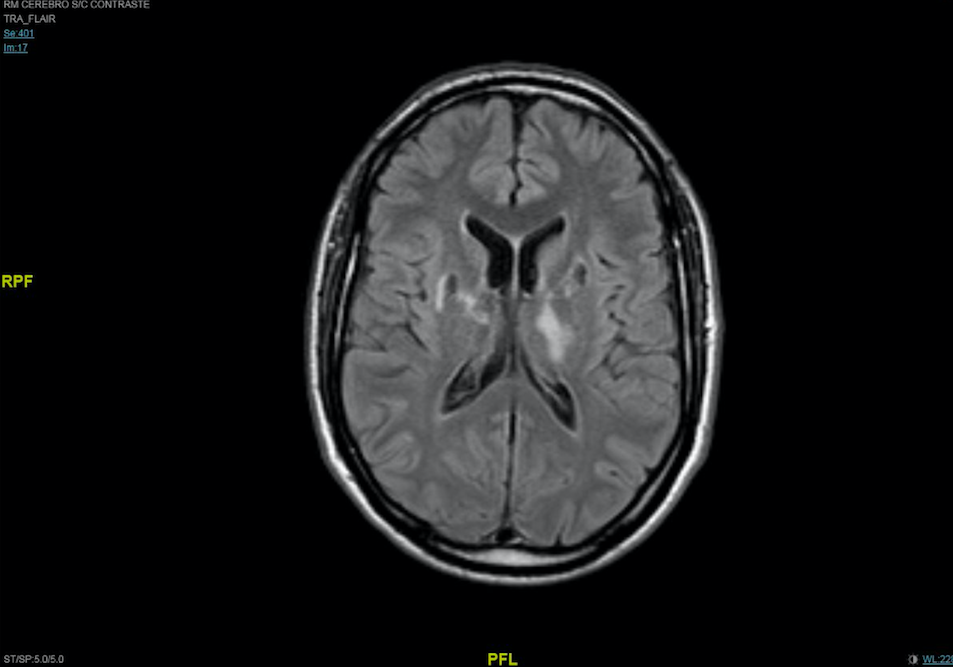 RM CEREBRO S/C CONTRASTE
TRA_FLAIR
Se:401
Im:17
RPF
ST/SP:5.0/5.0
PFL